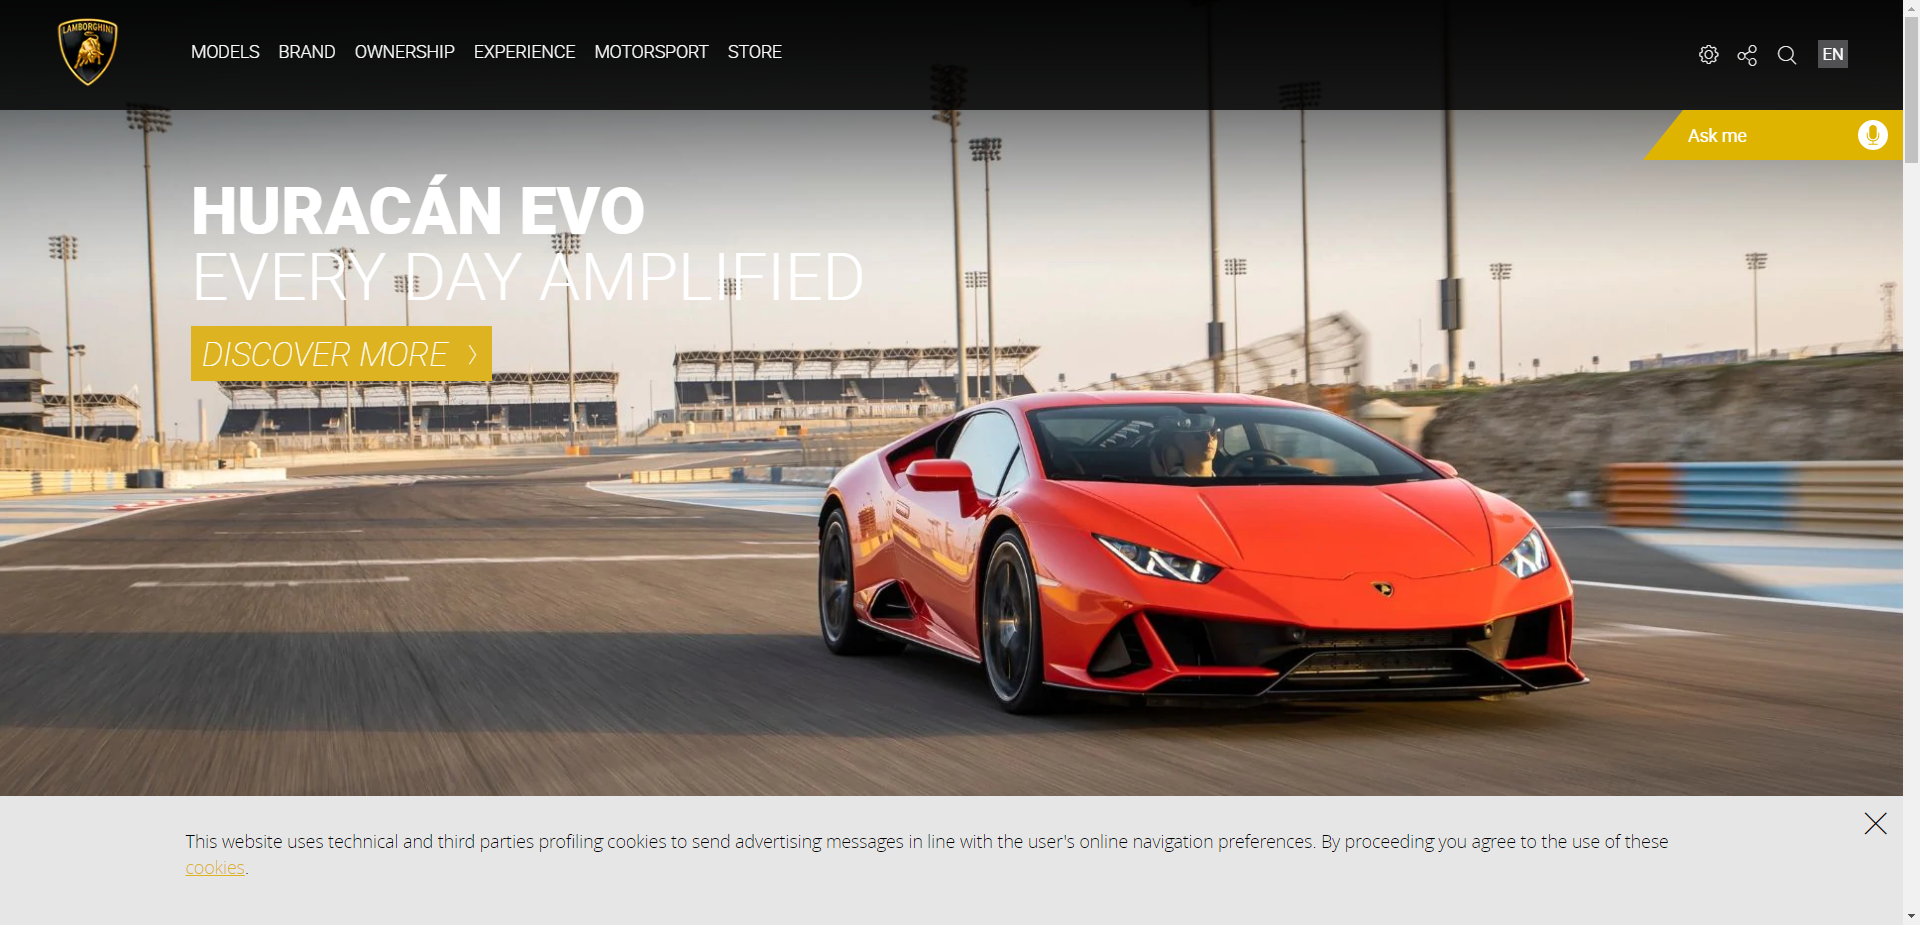 LAMBORGHINI
MODELS BRAND OWNERSHIP EXPERIENCE MOTORSPORT STORE
EN
Ask me
HURACÁN EVO
EVERY DAY AMPLIFIED
DISCOVER MORE
This website uses technical and third parties profiling cookies to send advertising messages in line with the user's online navigation preferences. By proceeding you agree to the use of these
cookies.